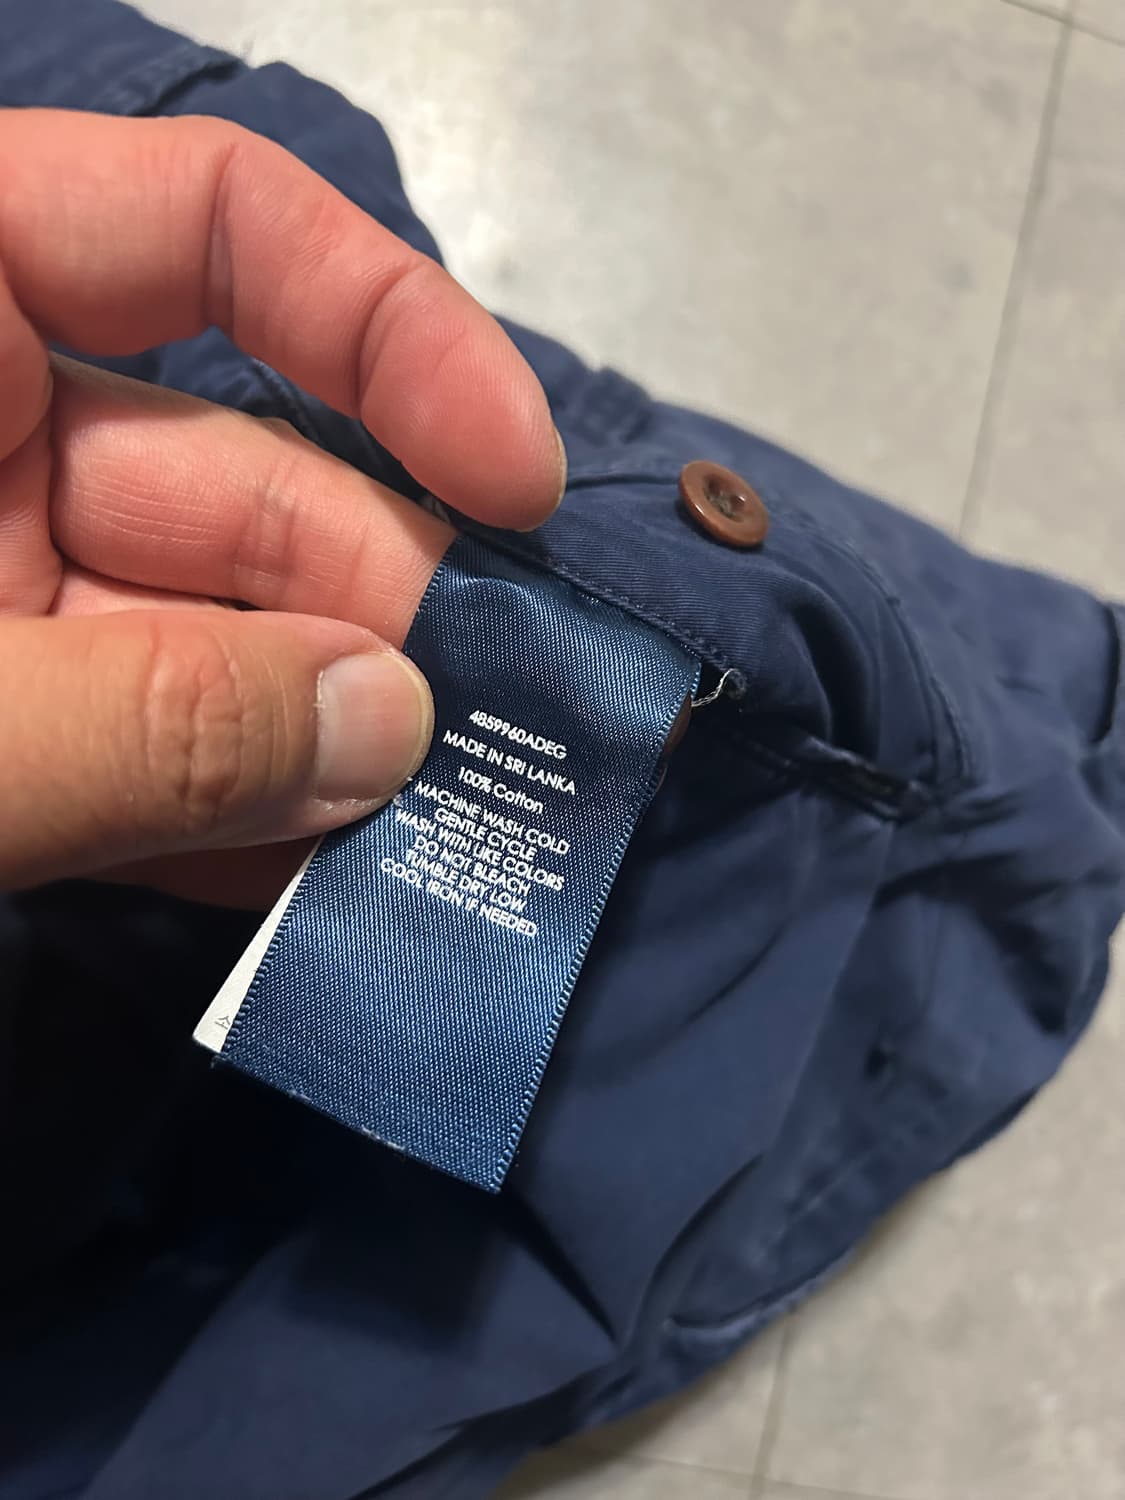 4859960ADEG
MADE IN SRI LANKA
100% Cotton
MACHINE WASH COLD
GENTLE CYCLE
WASH WITH LIKE COLORS
DO NOT BLEACH
TUMBLE DRY LOW
COOL IRON IF NEEDED